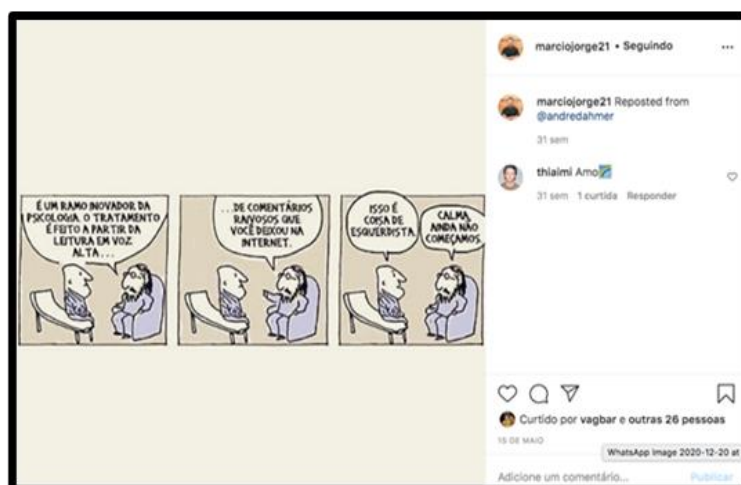 É UM RAMO INOVADOR DA
PSCOLOGIA. O TRATAMENTO
É FEITO A PARTIR DA
LEITURA EM VOZ
ALTA...
...DE COMENTÁRIOS
RAIVOSOS QUE
VOCÊ DEIXOU NA
INTERNET.
ISSO É
COISA DE
ESQUERDISTA.
CALMA,
AINDA NÃO
COMEÇAMOS.
marciojorge21 • Seguindo
marciojorge21 Reposted from
@andredahmer
31 sem
thiaimi Amo
31 sem 1 curtida Responder
Curtido por vagbar e outras 26 pessoas
15 DE MAIO
WhatsApp Image 2020-12-20 at
Adicione um comentário...
Publicar